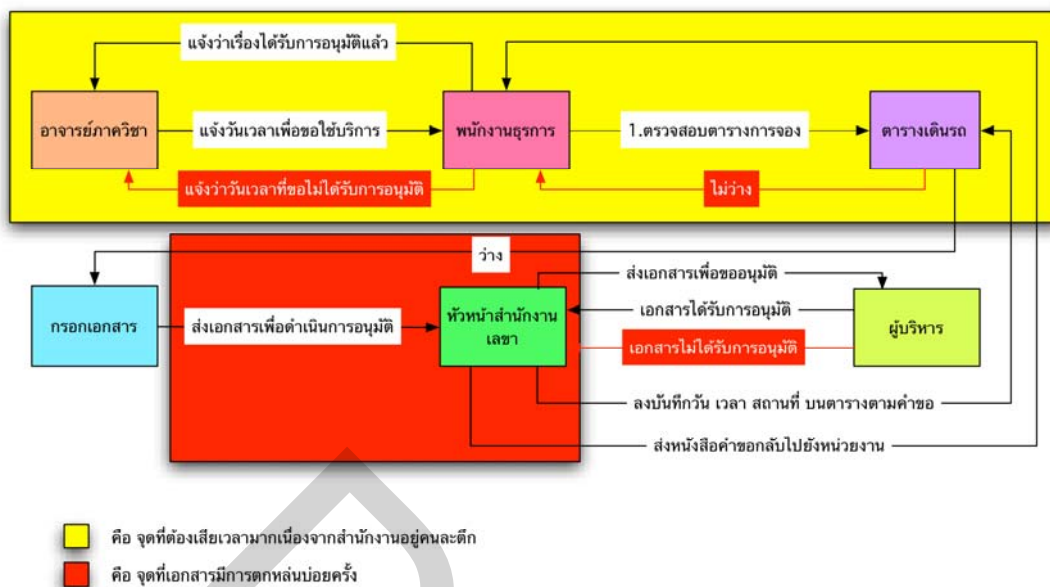 แจ้งว่าเรื่องได้รับการอนุมัติแล้ว
อาจารย์ภาควิชา
แจ้งวันเวลาเพื่อขอใช้บริการ
พนักงานธุรการ
1.ตรวจสอบตารางการจอง
ตารางเดินรถ
แจ้งว่าวันเวลาที่ขอไม่ได้รับการอนุมัติ
ไม่ว่าง
ว่าง
ส่งเอกสารเพื่อขออนุมัติ
กรอกเอกสาร
ส่งเอกสารเพื่อดำเนินการอนุมัติ
หัวหน้าสำนักงาน
เลขา
เอกสารได้รับการอนุมัติ
ผู้บริหาร
เอกสารไม่ได้รับการอนุมัติ
ลงบันทึกวัน เวลา สถานที่ บนตารางตามคำขอ
ส่งหนังสือคำขอกลับไปยังหน่วยงาน
คือ จุดที่ต้องเสียเวลามากเนื่องจากสำนักงานอยู่คนละตึก
คือ จุดที่เอกสารมีการตกหล่นบ่อยครั้ง